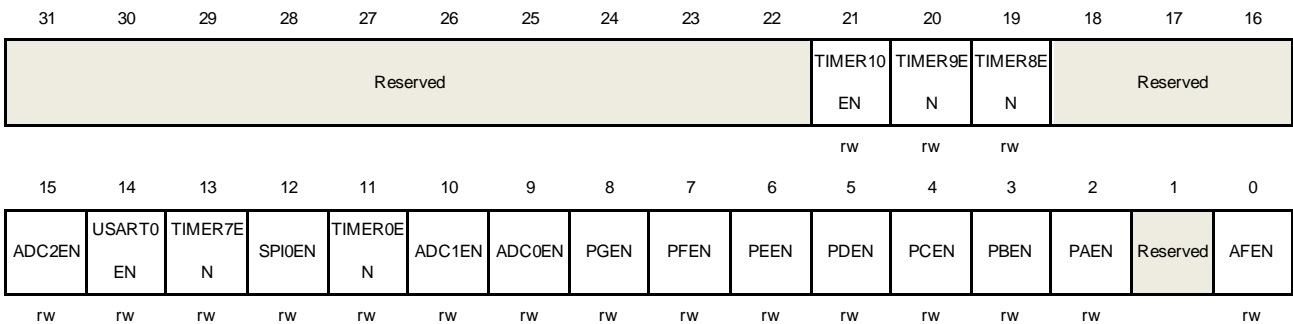 31 30 29 28 27 26 25 24 23 22 21 20 19 18 17 16
Reserved TIMER10 EN TIMER9E N TIMER8E N Reserved
rw rw rw
15 14 13 12 11 10 9 8 7 6 5 4 3 2 1 0
ADC2EN USART0 EN TIMER7E N SPI0EN TIMER0E N ADC1EN ADC0EN PGEN PFEN PEEN PDEN PCEN PBEN PAEN Reserved AFEN
rw rw rw rw rw rw rw rw rw rw rw rw rw rw rw